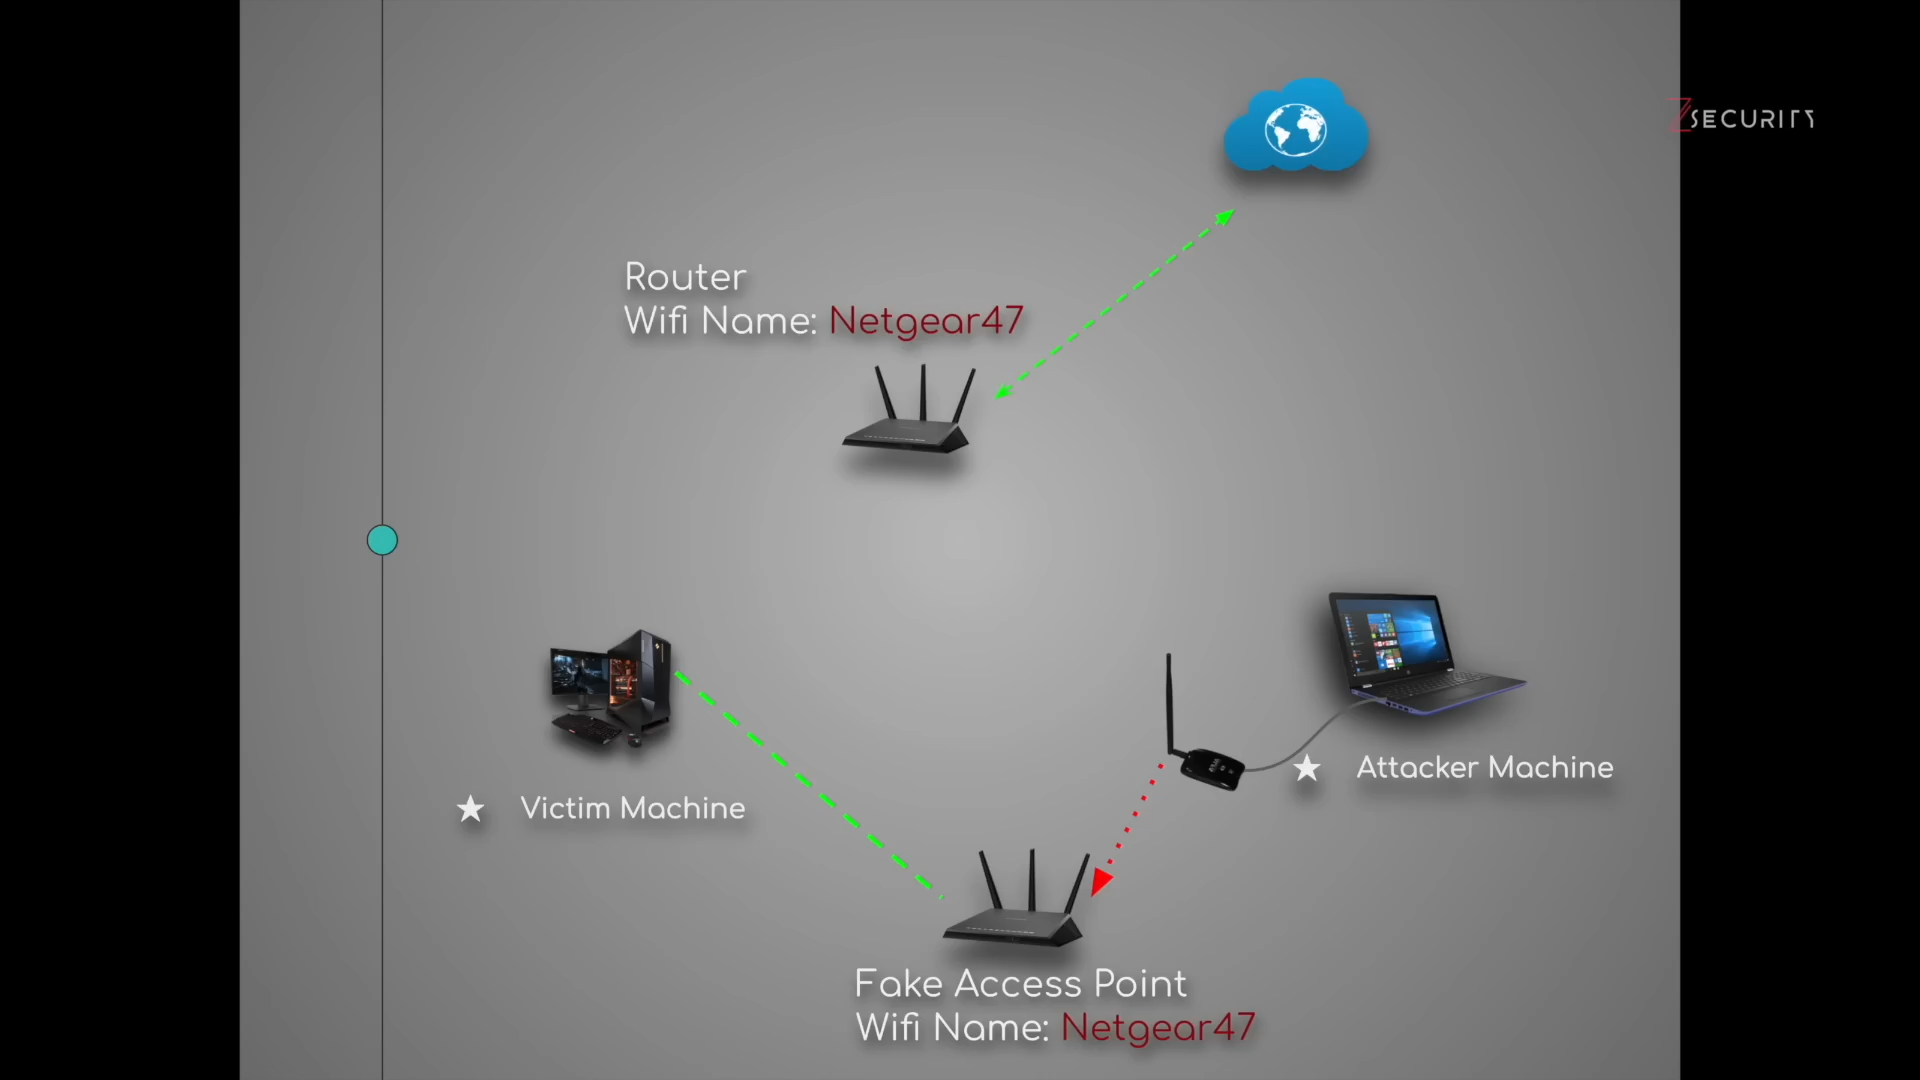 ZSECURITY
Router
Wifi Name: Netgear47
Attacker Machine
Victim Machine
Fake Access Point
Wifi Name: Netgear47